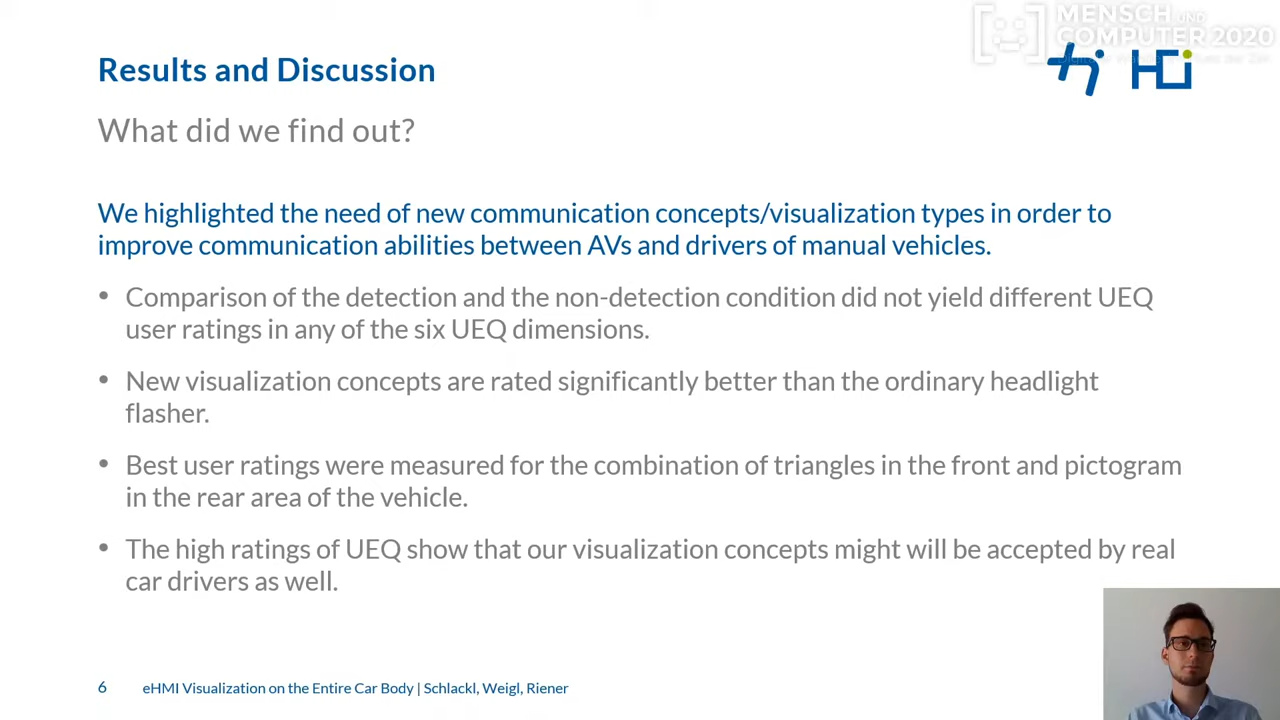 MENSCH UND
COMPUTER 2020
Results and Discussion
HCi
What did we find out?
We highlighted the need of new communication concepts/visualization types in order to
improve communication abilities between AVs and drivers of manual vehicles.
• Comparison of the detection and the non-detection condition did not yield different UEQ
user ratings in any of the six UEQ dimensions.
• New visualization concepts are rated significantly better than the ordinary headlight
flasher.
• Best user ratings were measured for the combination of triangles in the front and pictogram
in the rear area of the vehicle.
• The high ratings of UEQ show that our visualization concepts might will be accepted by real
car drivers as well.
6 eHMI Visualization on the Entire Car Body | Schlackl, Weigl, Riener